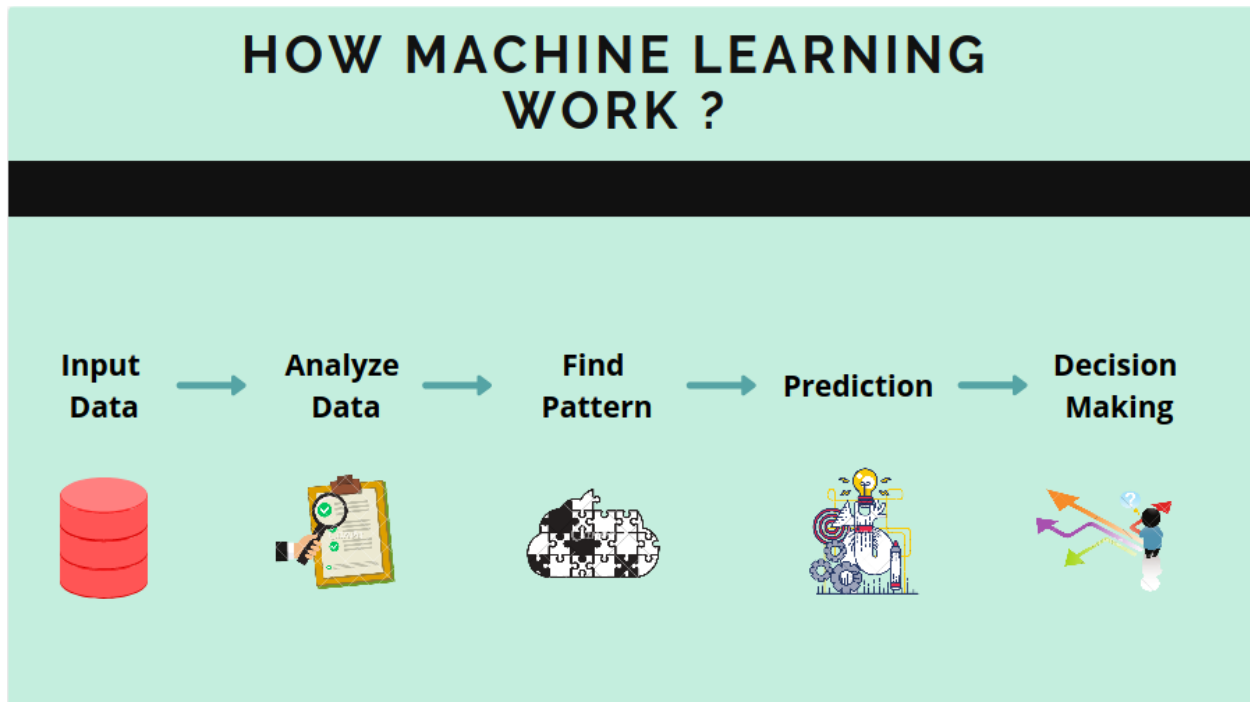 HOW MACHINE LEARNING
WORK ?
Input
Data
Analyze
Data
Find
Pattern
Prediction
Decision
Making